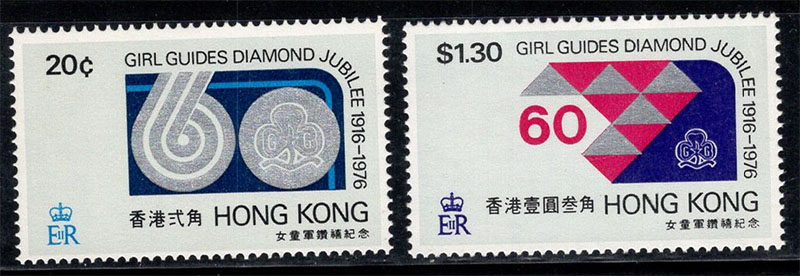 20¢
GIRL GUIDES DIAMOND JUBILEE 1916-1976
60
GG
EIIR
香港弍角 HONG KONG
女童軍鑽禧紀念
$1.30
GIRL GUIDES DIAMOND JUBILEE 1916-1976
60
GG
EIIR
香港壹圓叁角 HONG KONG
女童軍鑽禧紀念